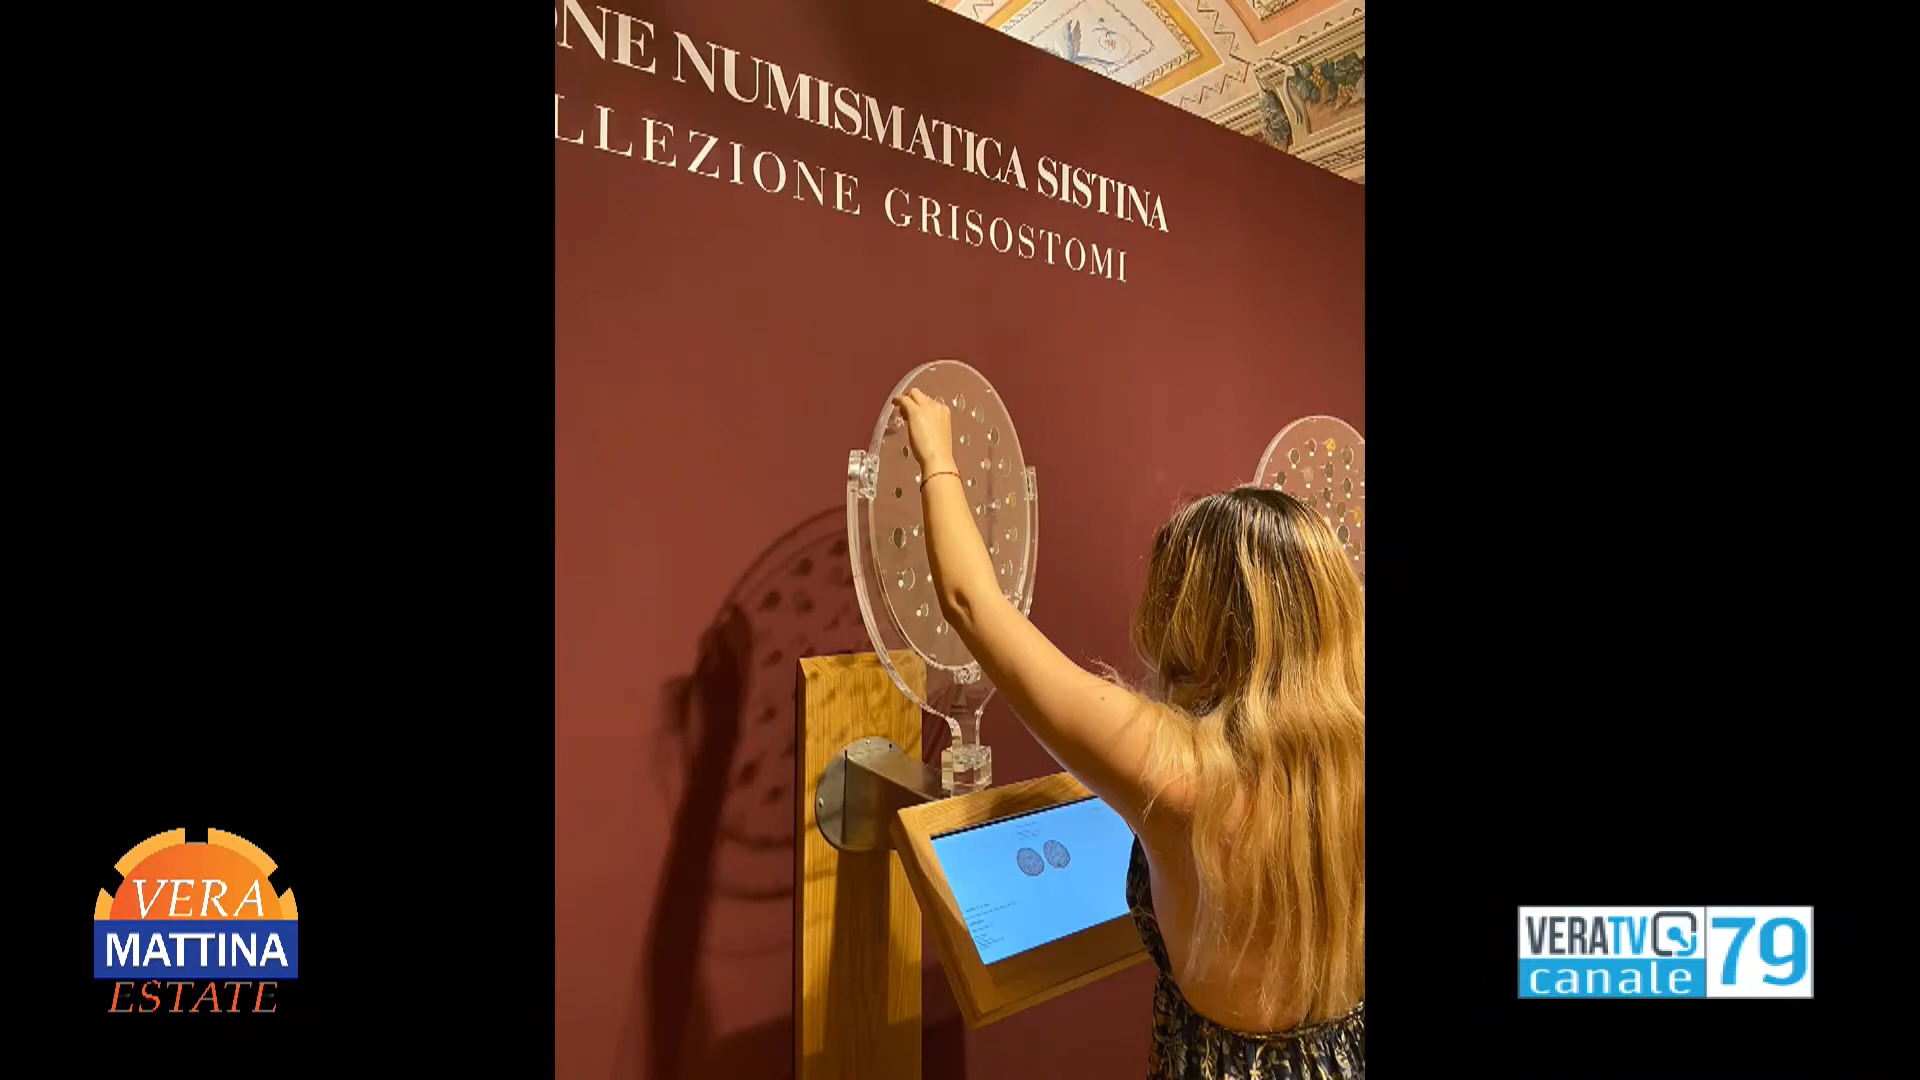 NE NUMISMATICA SISTINA
LLEZIONE GRISOSTOMI
VERA
MATTINA
ESTATE
VERATV
canale
79